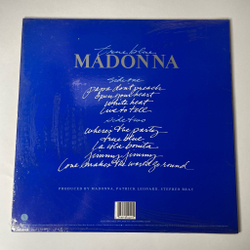 true blue
MADONNA
side one
papa don't preach
open your heart
white heat
live to tell
side two
where's the party
true blue
la isla bonita
jimmy jimmy
love makes the world go round
PRODUCED BY MADONNA, PATRICK LEONARD, STEPHEN BRAY